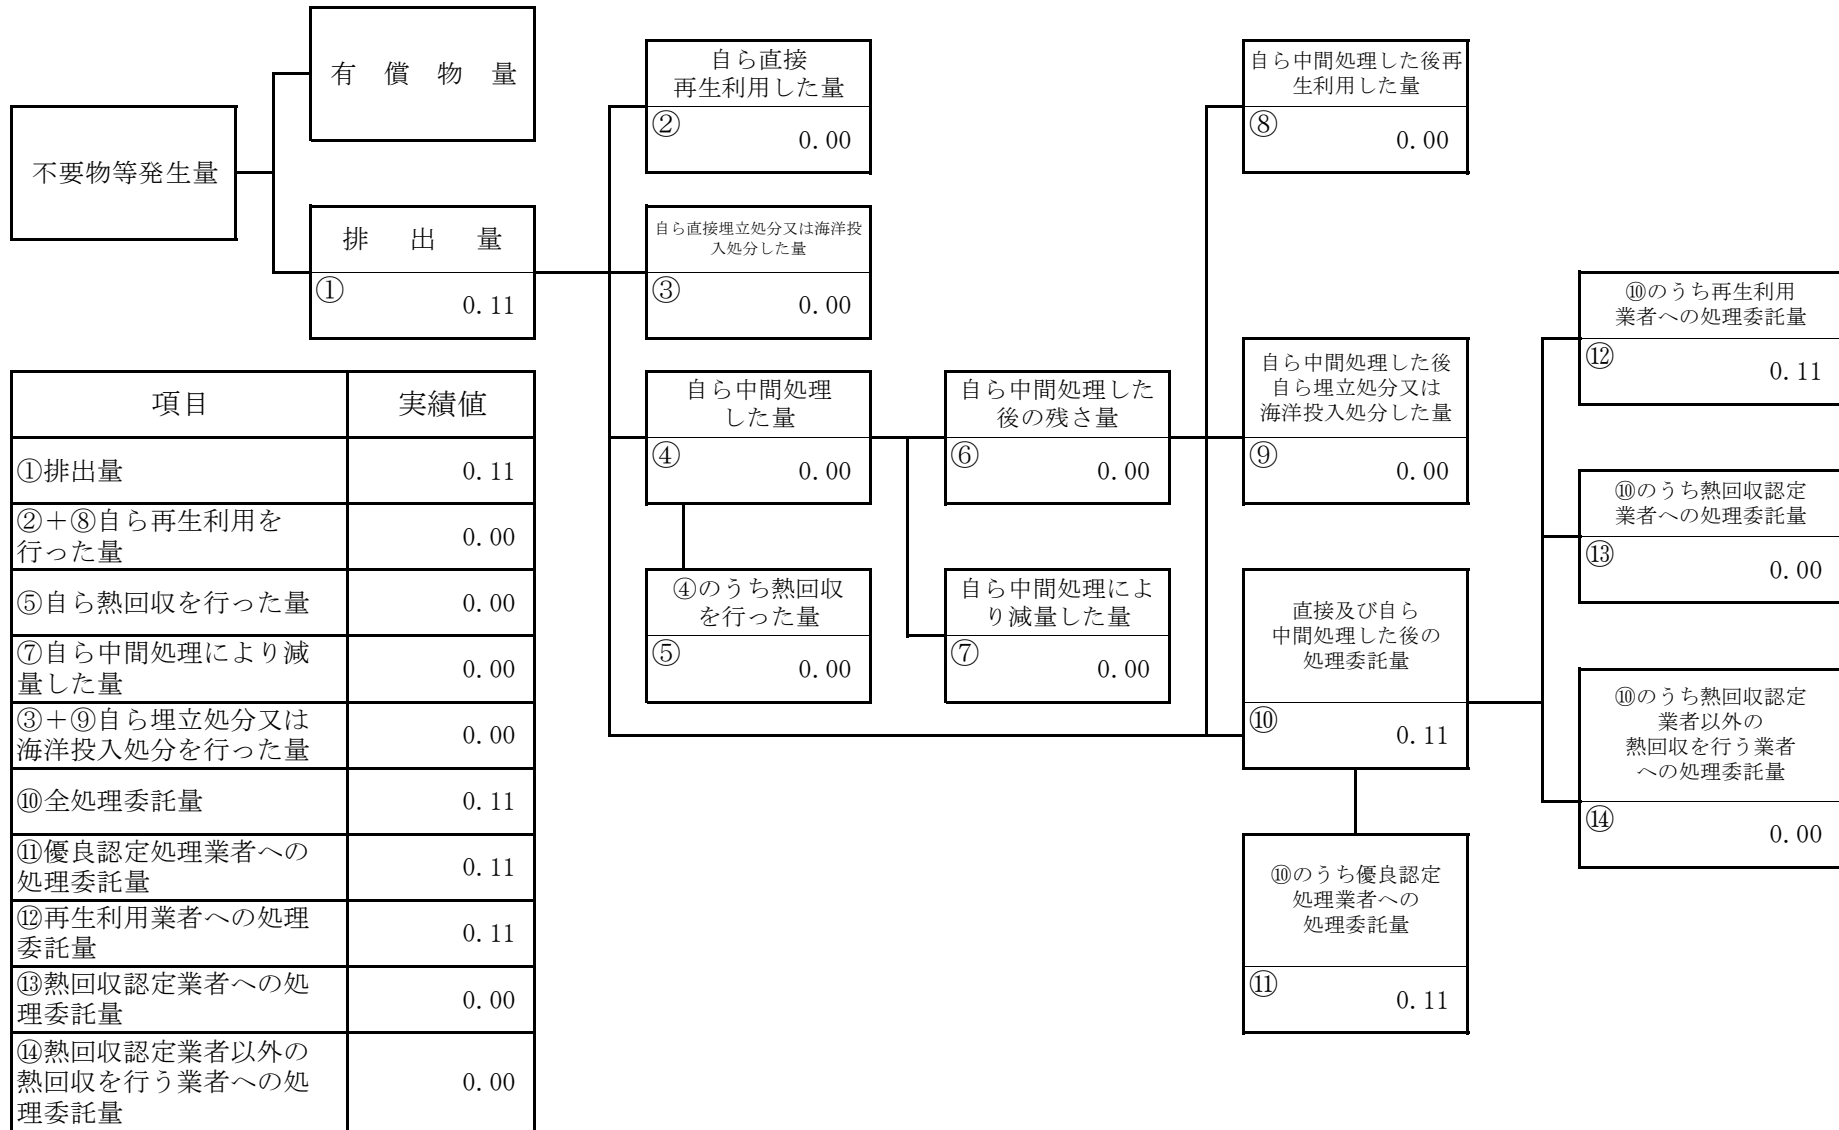 不要物等発生量
有 償 物 量
排 出 量
①
0.11
自ら直接
再生利用した量
②
0.00
自ら直接埋立処分又は海洋投
入処分した量
③
0.00
自ら中間処理
した量
④
0.00
④のうち熱回収
を行った量
⑤
0.00
自ら中間処理した
後の残さ量
⑥
0.00
自ら中間処理によ
り減量した量
⑦
0.00
自ら中間処理した後再
生利用した量
⑧
0.00
自ら中間処理した後
自ら埋立処分又は
海洋投入処分した量
⑨
0.00
直接及び自ら
中間処理した後の
処理委託量
⑩
0.11
⑩のうち優良認定
処理業者への
処理委託量
⑪
0.11
⑩のうち再生利用
業者への処理委託量
⑫
0.11
⑩のうち熱回収認定
業者への処理委託量
⑬
0.00
⑩のうち熱回収認定
業者以外の
熱回収を行う業者
への処理委託量
⑭
0.00
項目 実績値
①排出量 0.11
②+⑧自ら再生利用を
行った量 0.00
⑤自ら熱回収を行った量 0.00
⑦自ら中間処理により減
量した量 0.00
③+⑨自ら埋立処分又は
海洋投入処分を行った量 0.00
⑩全処理委託量 0.11
⑪優良認定処理業者への
処理委託量 0.11
⑫再生利用業者への処理
委託量 0.11
⑬熱回収認定業者への処
理委託量 0.00
⑭熱回収認定業者以外の
熱回収を行う業者への処
理委託量 0.00